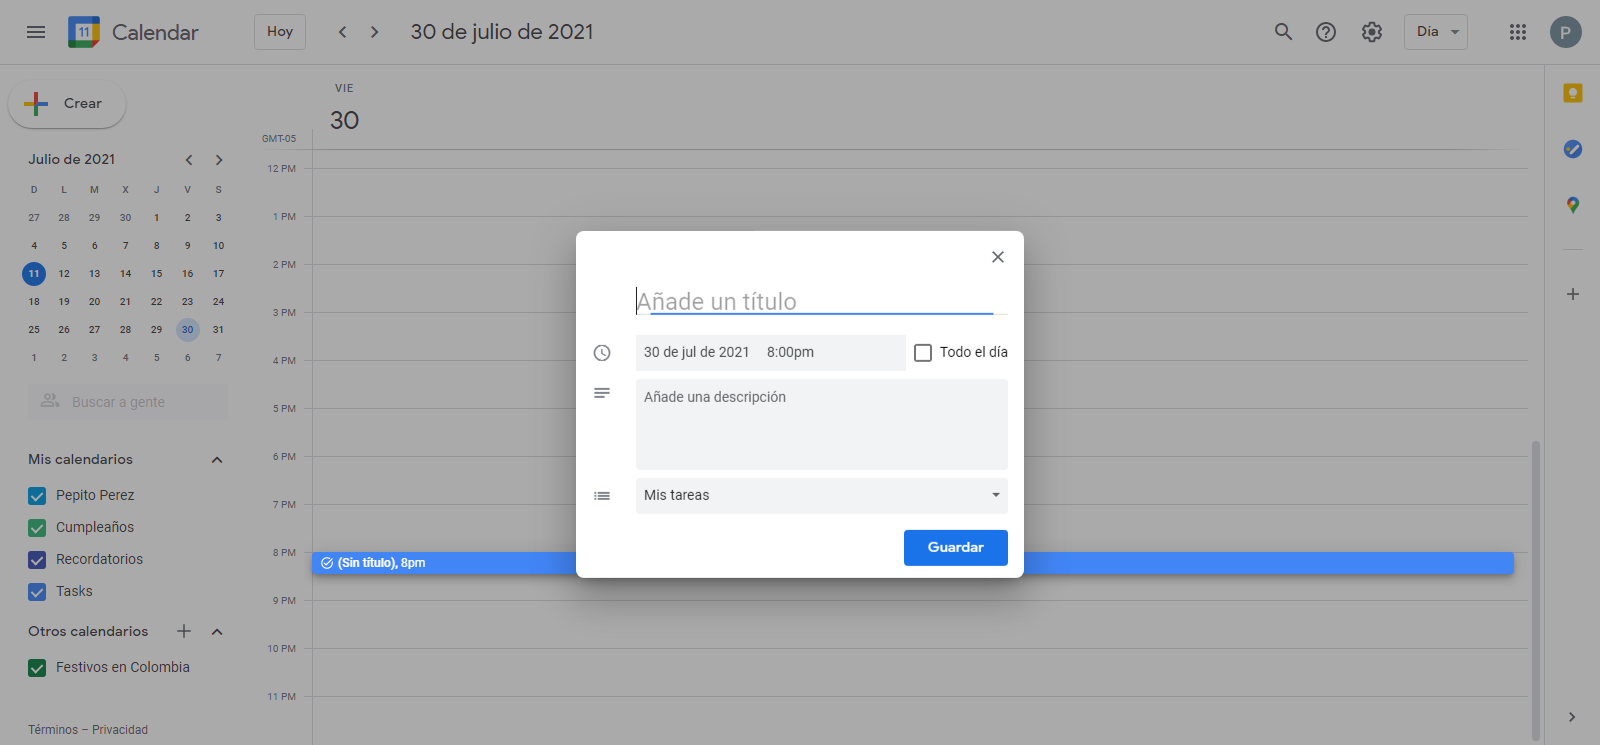 11 Calendar Hoy 30 de julio de 2021 Día P
Crear
Julio de 2021
D L M X J V S
27 28 29 30 1 2 3
4 5 6 7 8 9 10
11 12 13 14 15 16 17
18 19 20 21 22 23 24
25 26 27 28 29 30 31
1 2 3 4 5 6 7
Buscar a gente
Mis calendarios
Pepito Perez
Cumpleaños
Recordatorios
Tasks
Otros calendarios
Festivos en Colombia
Términos – Privacidad
VIE
30
GMT-05
12 PM
1 PM
2 PM
3 PM
4 PM
5 PM
6 PM
7 PM
8 PM
(Sin título), 8pm
9 PM
10 PM
11 PM
Añade un título
30 de jul de 2021 8:00pm Todo el día
Añade una descripción
Mis tareas
Guardar